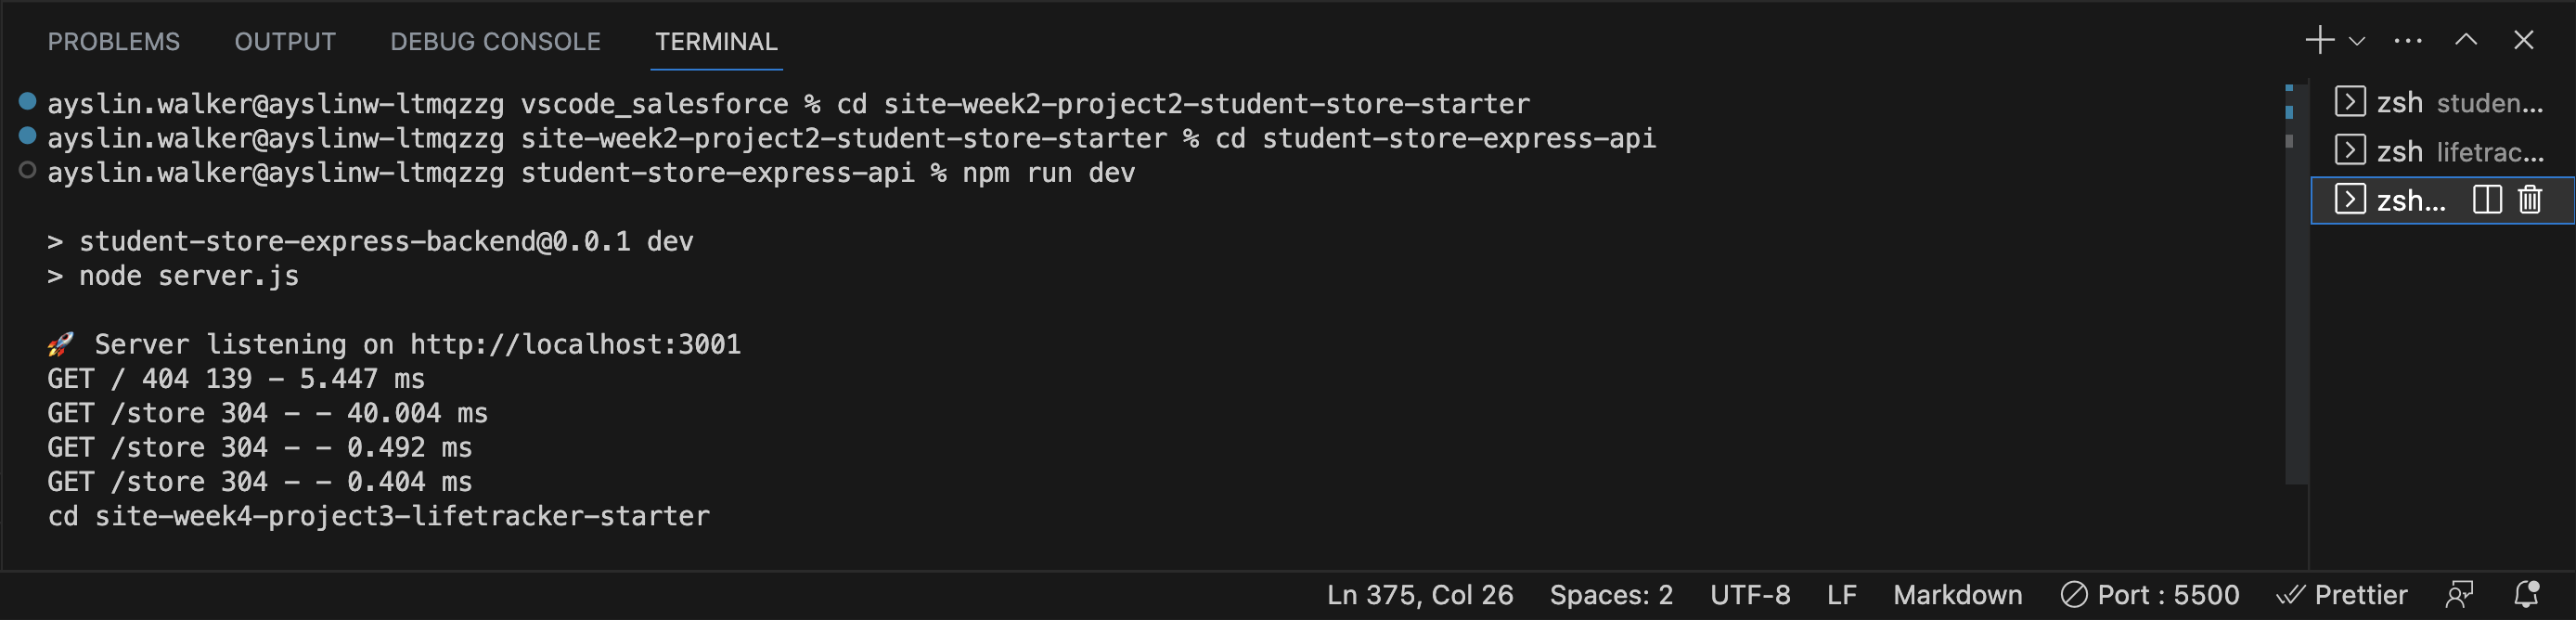 PROBLEMS OUTPUT DEBUG CONSOLE TERMINAL
ayslin.walker@ayslinw-ltmqzzg vscode_salesforce % cd site-week2-project2-student-store-starter
ayslin.walker@ayslinw-ltmqzzg site-week2-project2-student-store-starter % cd student-store-express-api
ayslin.walker@ayslinw-ltmqzzg student-store-express-api % npm run dev
> student-store-express-backend@0.0.1 dev
> node server.js
🚀 Server listening on http://localhost:3001
GET / 404 139 - 5.447 ms
GET /store 304 - - 40.004 ms
GET /store 304 - - 0.492 ms
GET /store 304 - - 0.404 ms
cd site-week4-project3-lifetracker-starter
zsh studen...
zsh lifetrac...
zsh...
Ln 375, Col 26 Spaces: 2 UTF-8 LF Markdown Port : 5500 Prettier